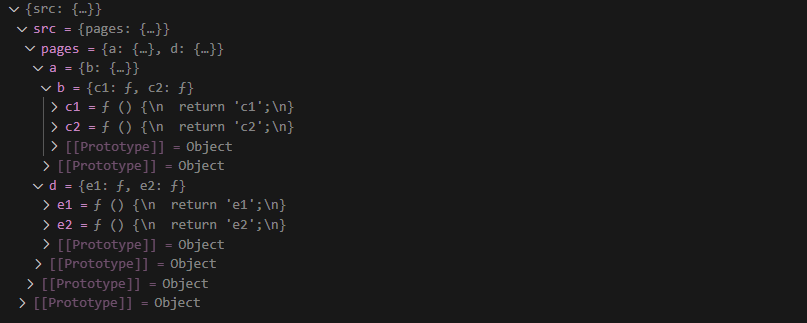 {src: {…}}
src = {pages: {…}}
pages = {a: {…}, d: {…}}
a = {b: {…}}
b = {c1: ƒ, c2: ƒ}
c1 = ƒ () {\n  return 'c1';\n}
c2 = ƒ () {\n  return 'c2';\n}
[[Prototype]] = Object
[[Prototype]] = Object
d = {e1: ƒ, e2: ƒ}
e1 = ƒ () {\n  return 'e1';\n}
e2 = ƒ () {\n  return 'e2';\n}
[[Prototype]] = Object
[[Prototype]] = Object
[[Prototype]] = Object
[[Prototype]] = Object